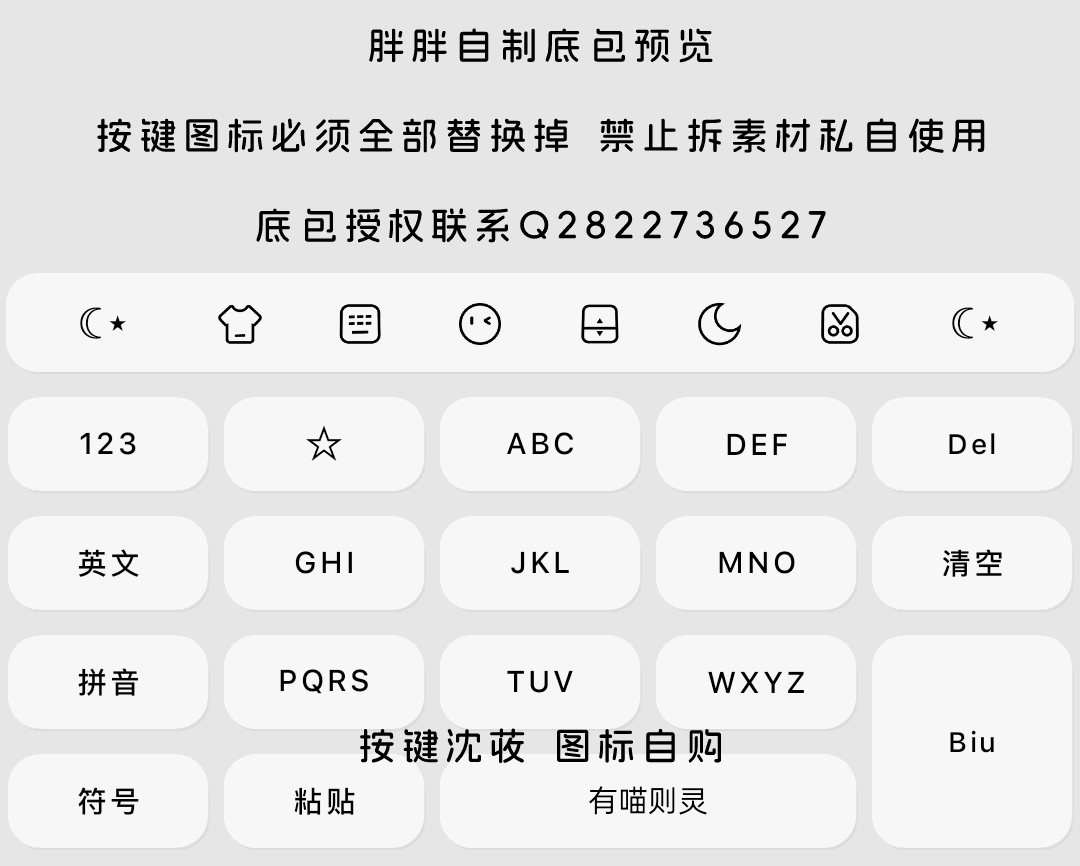 胖胖自制底包预览
按键图标必须全部替换掉 禁止拆素材私自使用
底包授权联系Q2822736527
123 ☆ ABC DEF Del
英文 GHI JKL MNO 清空
拼音 PQRS TUV WXYZ
Biu
按键沈荍 图标自购
符号 粘贴 有喵则灵